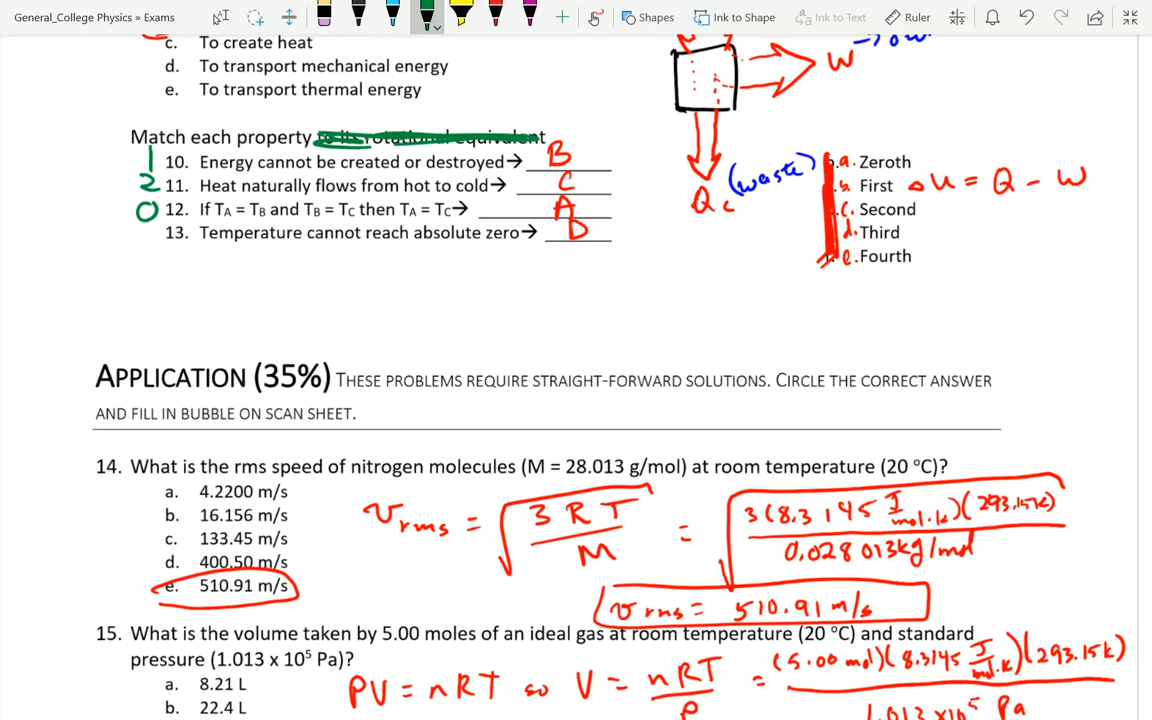 General_College Physics » Exams
Shapes
Ink to Shape
Ink to Text
Ruler
c. To create heat
d. To transport mechanical energy
e. To transport thermal energy
W → OW
Qc (waste)
Match each property to its rotational equivalent
1 10. Energy cannot be created or destroyed→ B
2 11. Heat naturally flows from hot to cold→ C
0 12. If TA = TB and TB = TC then TA = TC→ A
13. Temperature cannot reach absolute zero→ D
a. Zeroth
b. First ΔU = Q - W
c. Second
d. Third
e. Fourth
APPLICATION (35%) THESE PROBLEMS REQUIRE STRAIGHT-FORWARD SOLUTIONS. CIRCLE THE CORRECT ANSWER
AND FILL IN BUBBLE ON SCAN SHEET.
14. What is the rms speed of nitrogen molecules (M = 28.013 g/mol) at room temperature (20 °C)?
a. 4.2200 m/s
b. 16.156 m/s
c. 133.45 m/s
d. 400.50 m/s
e. 510.91 m/s
vrms = √(3RT / M) = √(3(8.3145 J/mol·K)(293.15K) / 0.028013kg/mol)
vrms = 510.91 m/s
15. What is the volume taken by 5.00 moles of an ideal gas at room temperature (20 °C) and standard
pressure (1.013 x 10⁵ Pa)?
a. 8.21 L
b. 22.4 L
PV = nRT so V = nRT / P = (5.00 mol)(8.3145 J/mol·K)(293.15K) / 1.013 x10⁵ Pa